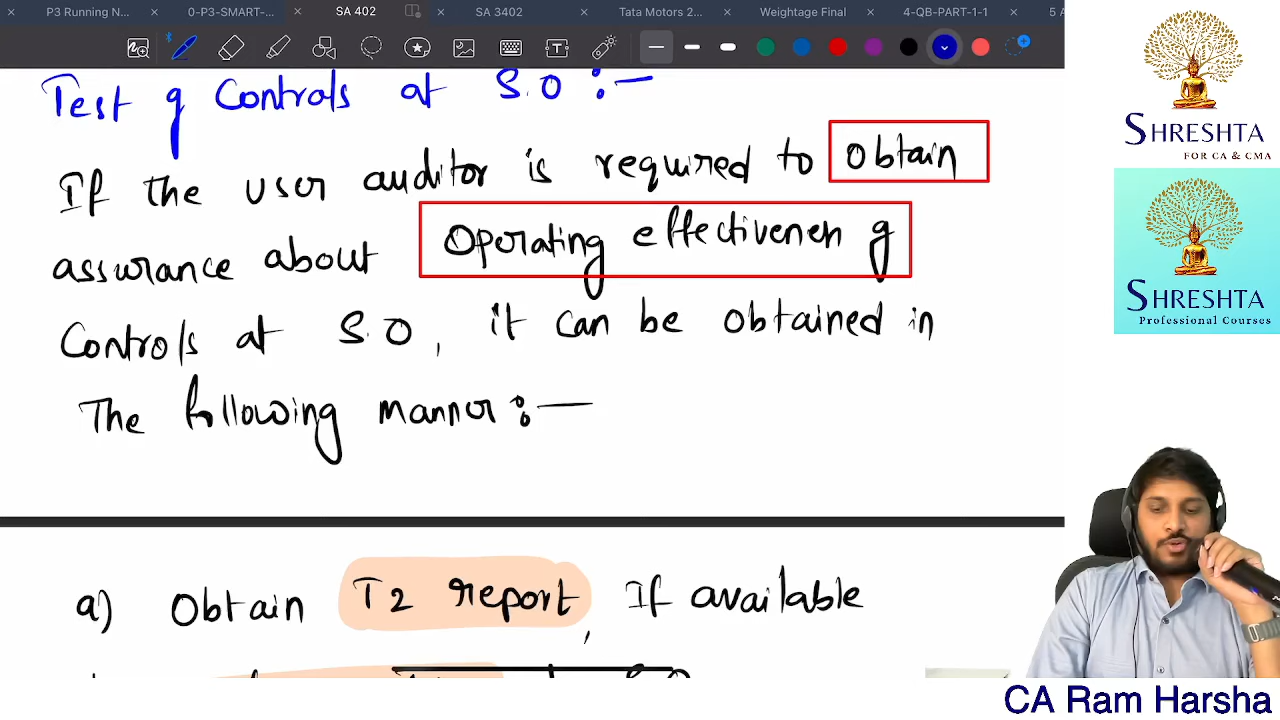 P3 Running N...
0-P3-SMART-...
SA 402
SA 3402
Tata Motors 2...
Weightage Final
4-QB-PART-1-1
5 A
Test of Controls at S.O :-
If the user auditor is required to obtain
assurance about Operating effectiveness of
Controls at S.O, it can be obtained in
The following manner :-
a) Obtain T2 report, If available
SHRESHTA
FOR CA & CMA
SHRESHTA
Professional Courses
CA Ram Harsha